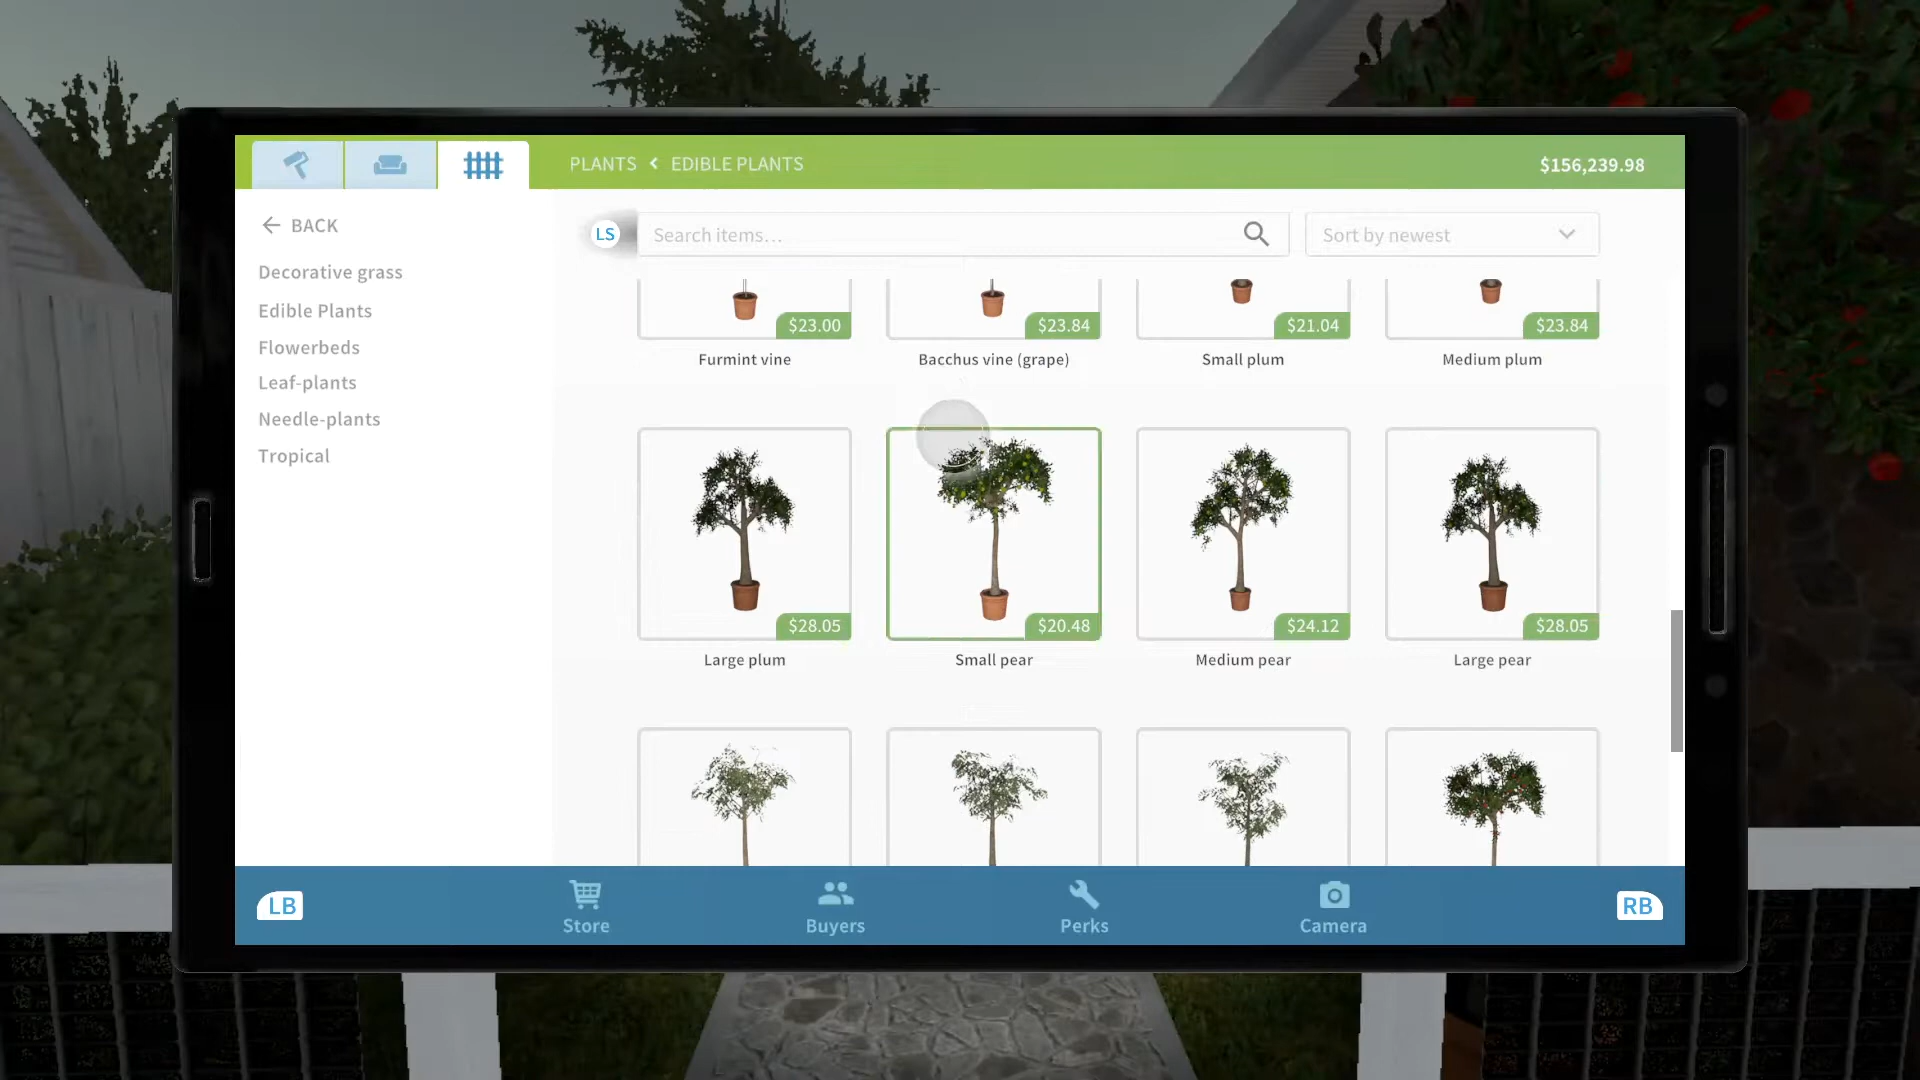 PLANTS < EDIBLE PLANTS
$156,239.98
BACK
LS
Search items...
Sort by newest
Decorative grass
Edible Plants
Flowerbeds
Leaf-plants
Needle-plants
Tropical
$23.00
$23.84
$21.04
$23.84
Furmint vine
Bacchus vine (grape)
Small plum
Medium plum
$28.05
$20.48
$24.12
$28.05
Large plum
Small pear
Medium pear
Large pear
LB
Store
Buyers
Perks
Camera
RB